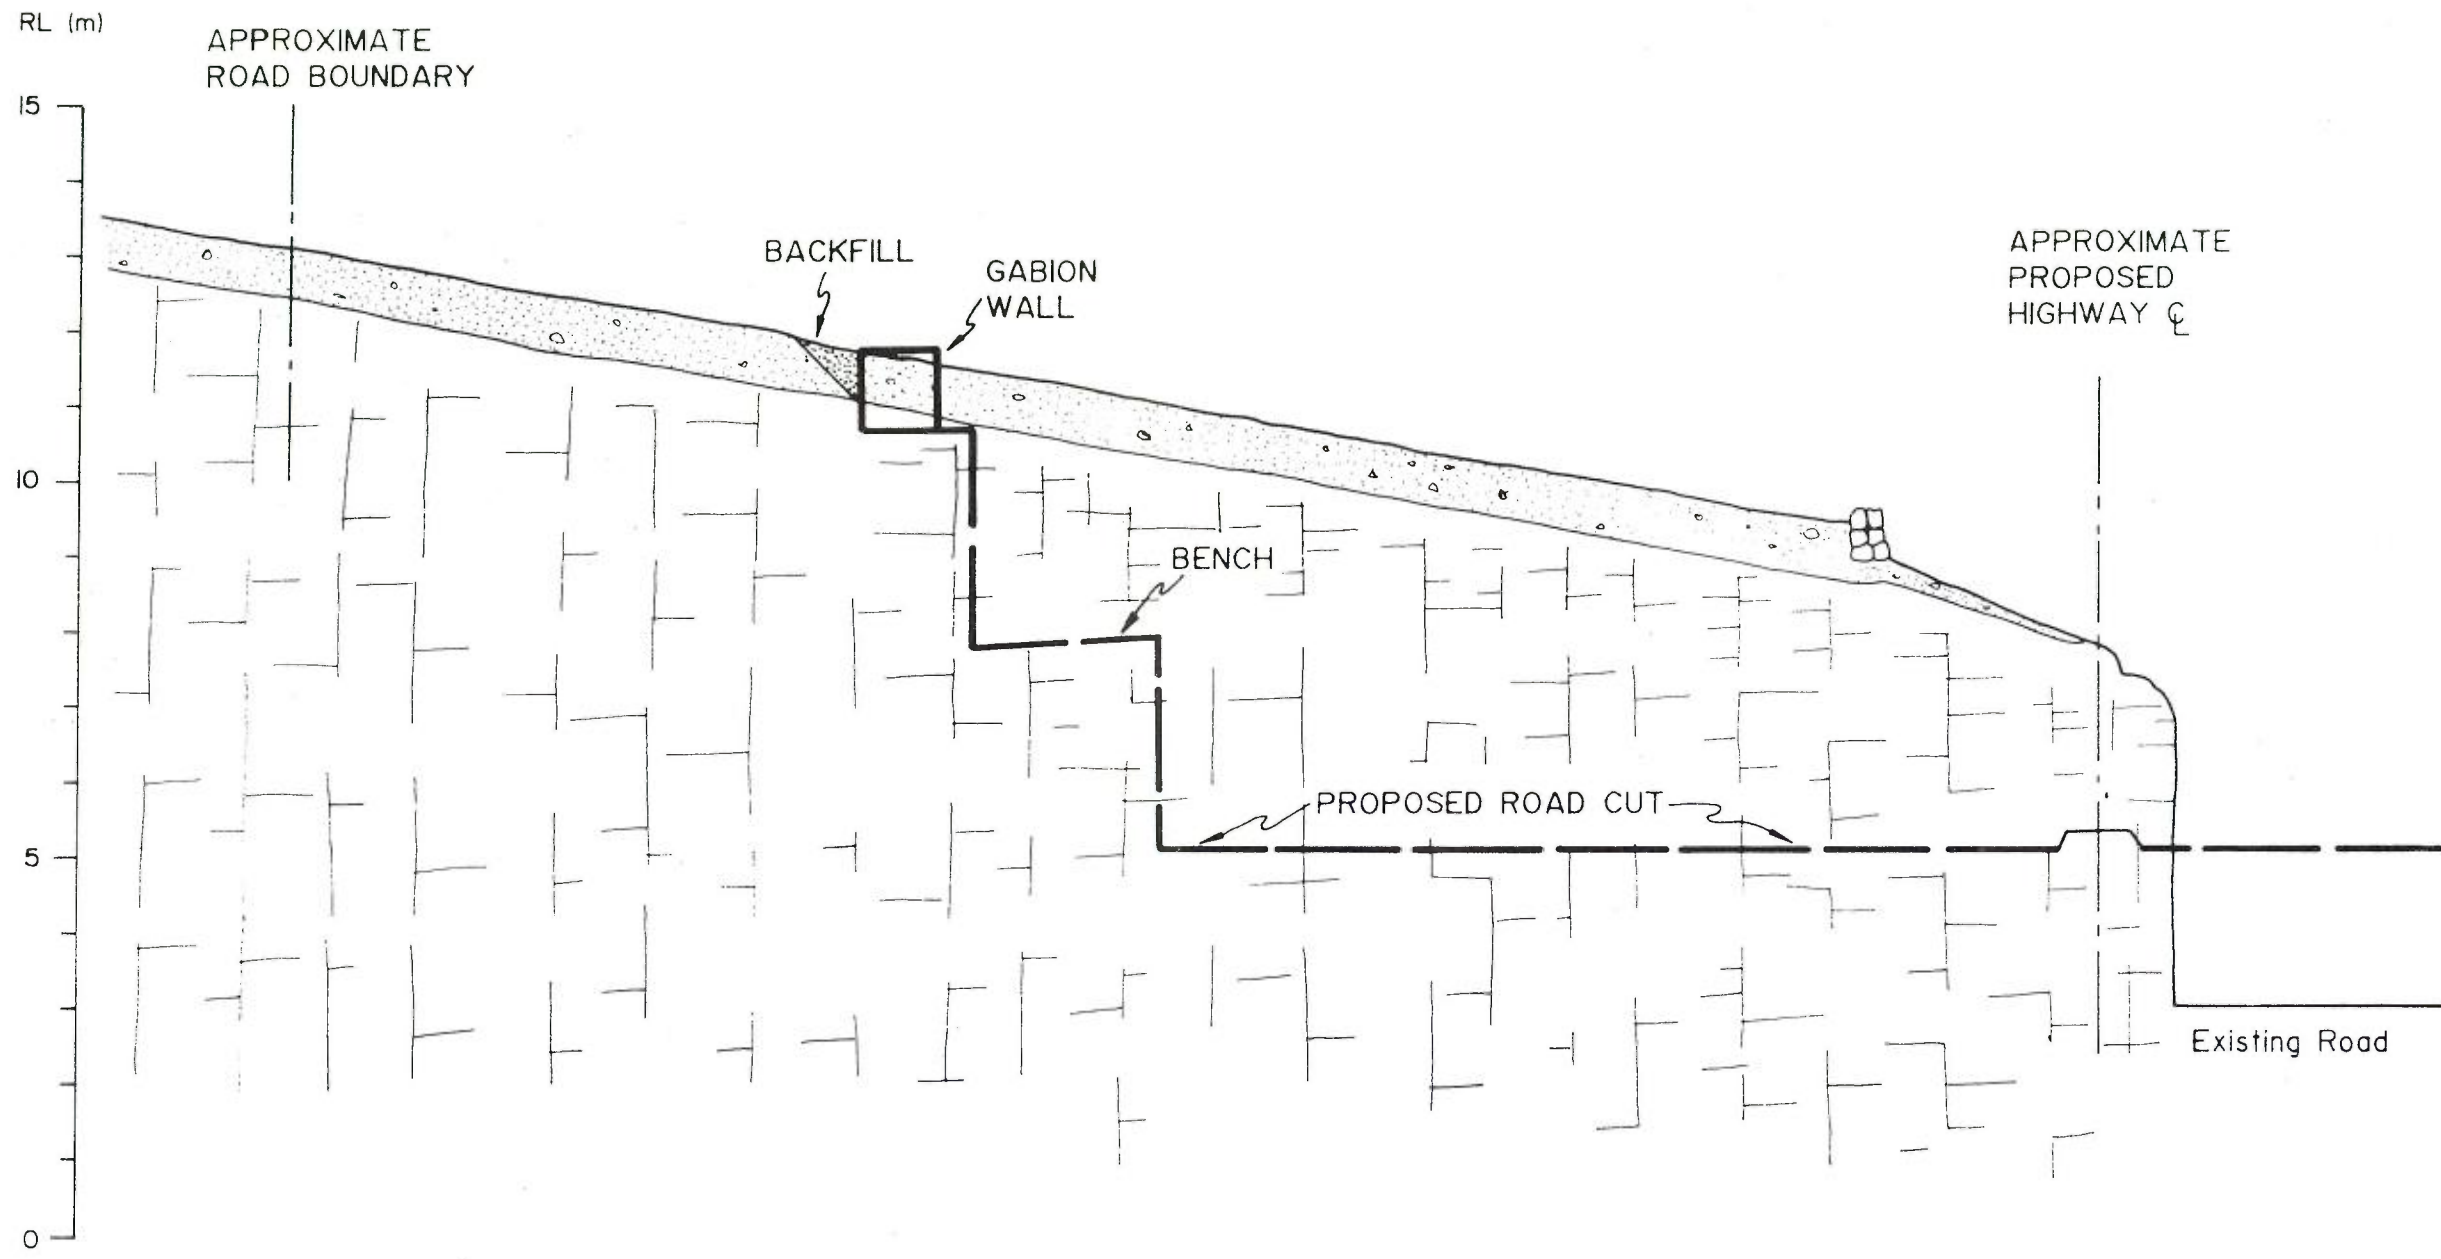 RL (m)
APPROXIMATE
ROAD BOUNDARY
15
BACKFILL
GABION
WALL
APPROXIMATE
PROPOSED
HIGHWAY ℄
10
BENCH
PROPOSED ROAD CUT
5
Existing Road
0